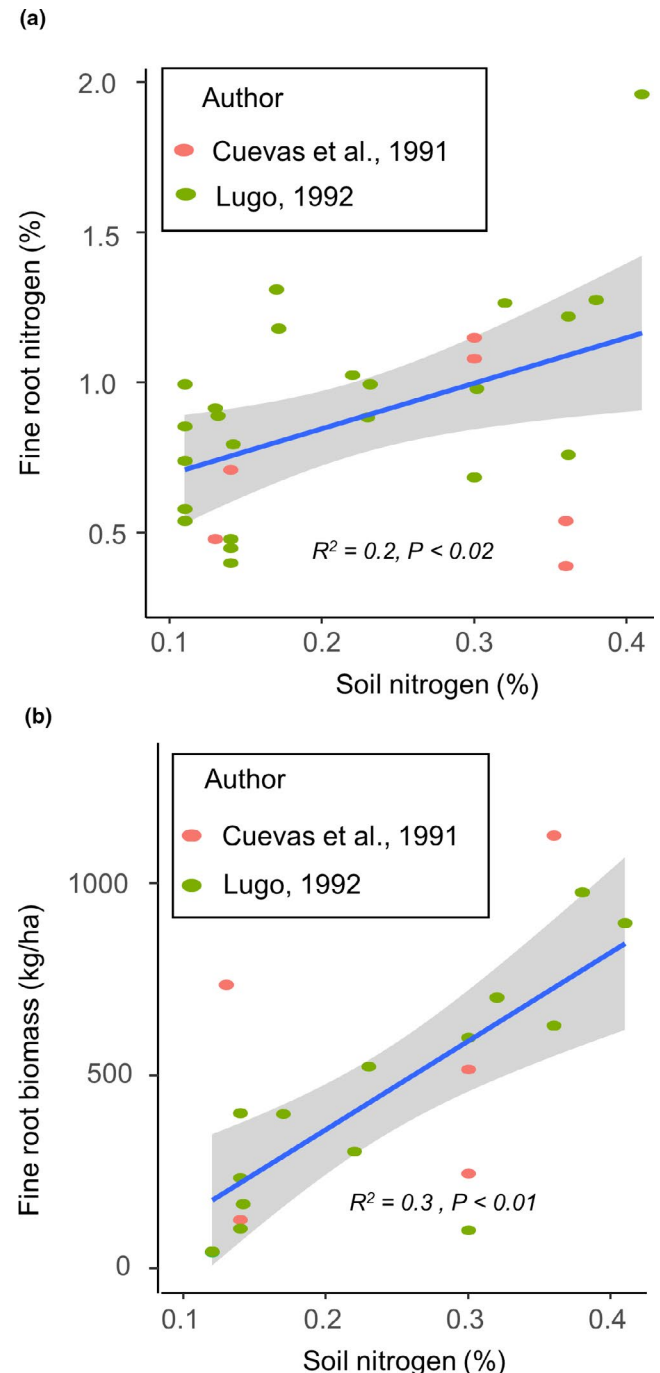 (a)
Author
Cuevas et al., 1991
Lugo, 1992
2.0
1.5
1.0
0.5
Fine root nitrogen (%)
R² = 0.2, P < 0.02
0.1 0.2 0.3 0.4
Soil nitrogen (%)
(b)
Author
Cuevas et al., 1991
Lugo, 1992
1000
500
0
Fine root biomass (kg/ha)
R² = 0.3 , P < 0.01
0.1 0.2 0.3 0.4
Soil nitrogen (%)